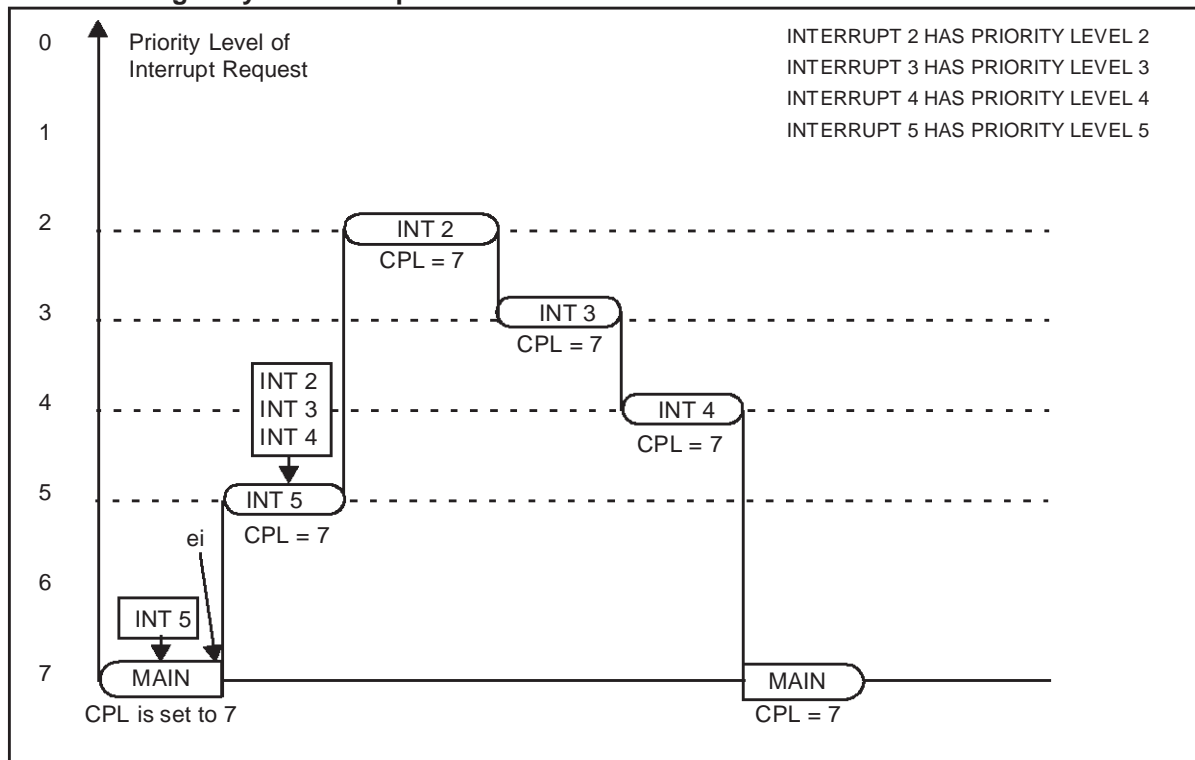 0
Priority Level of
Interrupt Request
INTERRUPT 2 HAS PRIORITY LEVEL 2
INTERRUPT 3 HAS PRIORITY LEVEL 3
INTERRUPT 4 HAS PRIORITY LEVEL 4
INTERRUPT 5 HAS PRIORITY LEVEL 5
1
2
INT 2
CPL = 7
3
INT 3
CPL = 7
INT 2
INT 3
INT 4
4
INT 4
CPL = 7
5
INT 5
CPL = 7
ei
6
INT 5
7
MAIN
CPL is set to 7
MAIN
CPL = 7